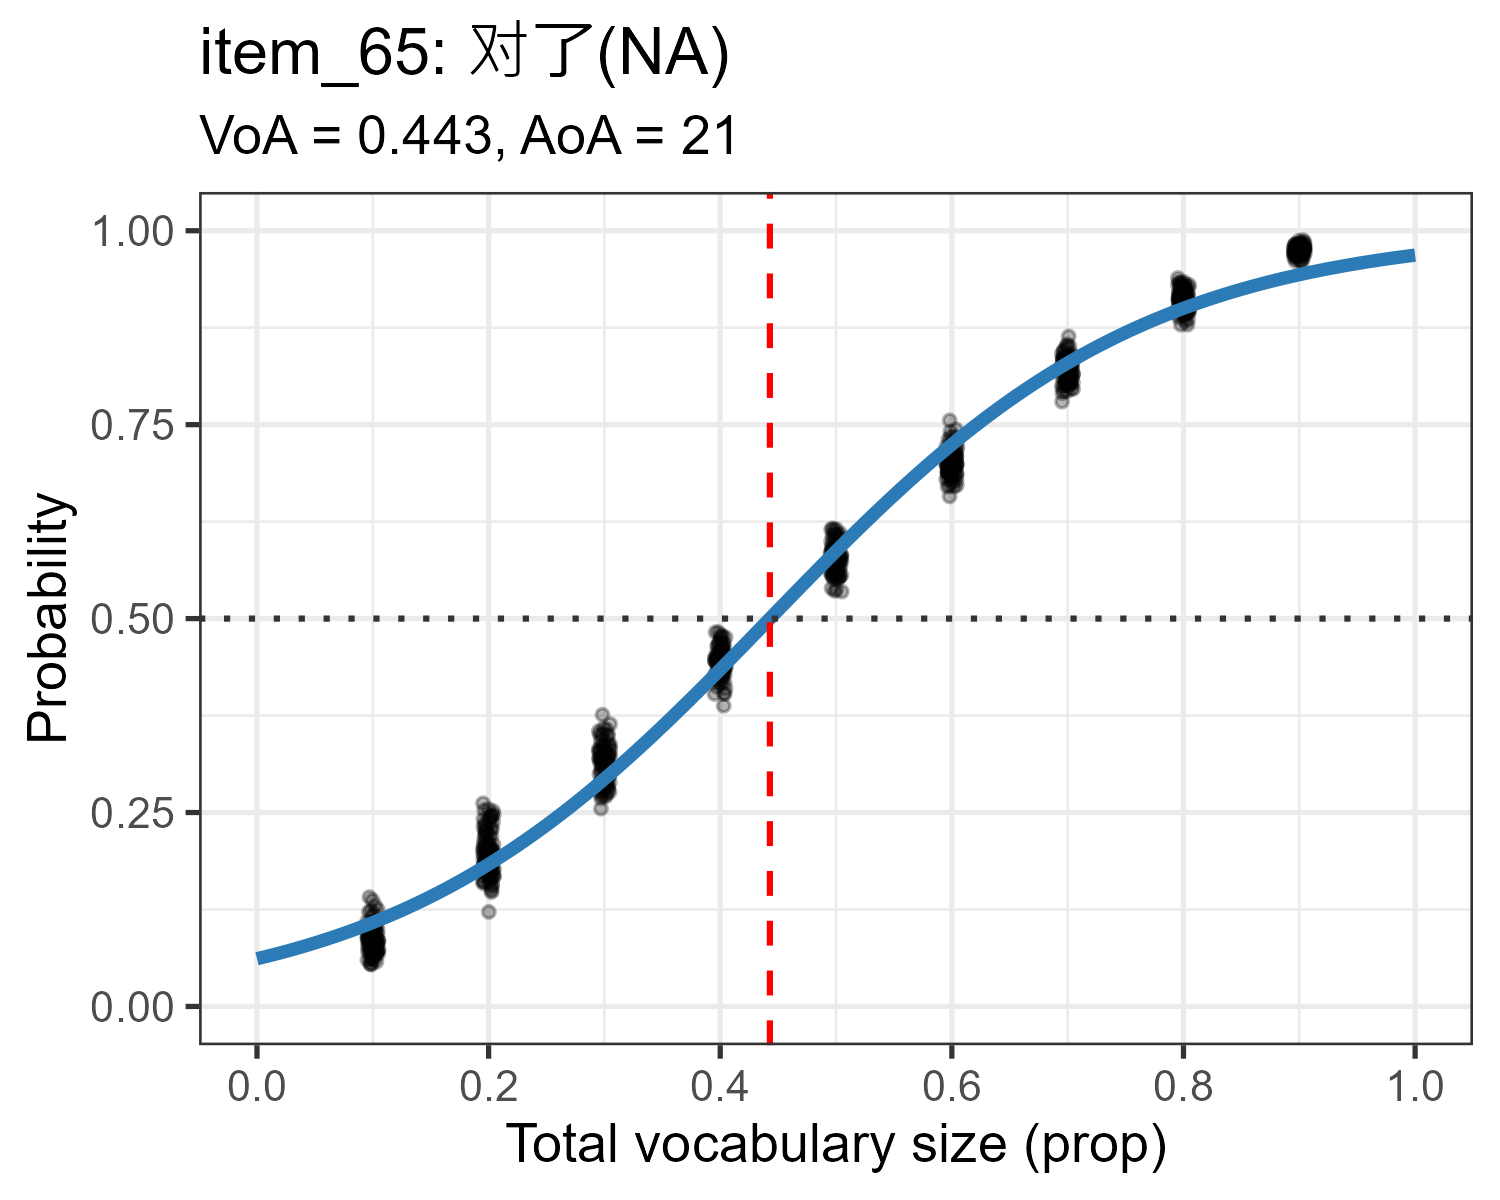 item_65: 对了(NA)
VoA = 0.443, AoA = 21
1.00
0.75
0.50
0.25
0.00
Probability
0.0 0.2 0.4 0.6 0.8 1.0
Total vocabulary size (prop)